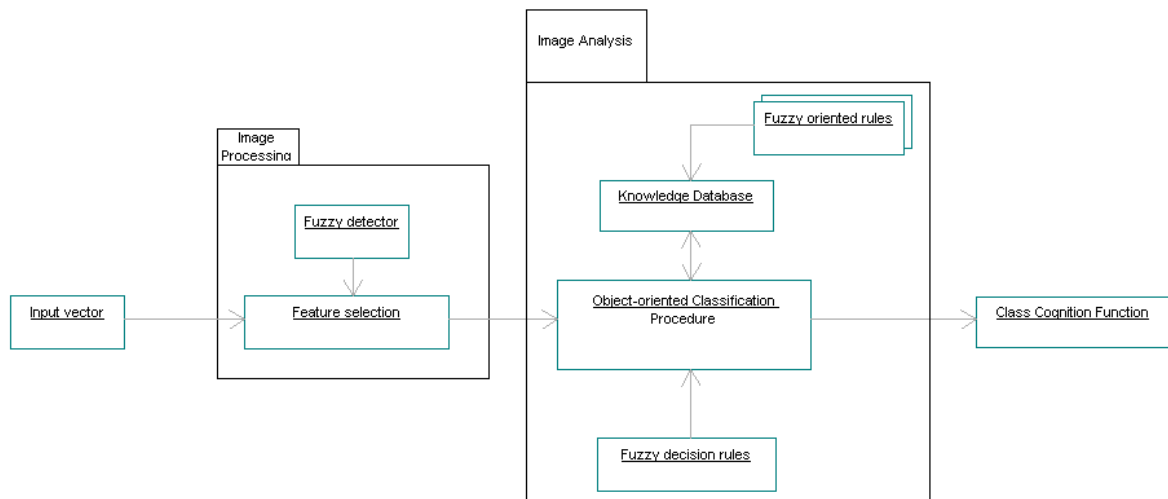 Image Analysis
Fuzzy oriented rules
Image
Processing
Knowledge Database
Fuzzy detector
Input vector
Feature selection
Object-oriented Classification
Procedure
Class Cognition Function
Fuzzy decision rules